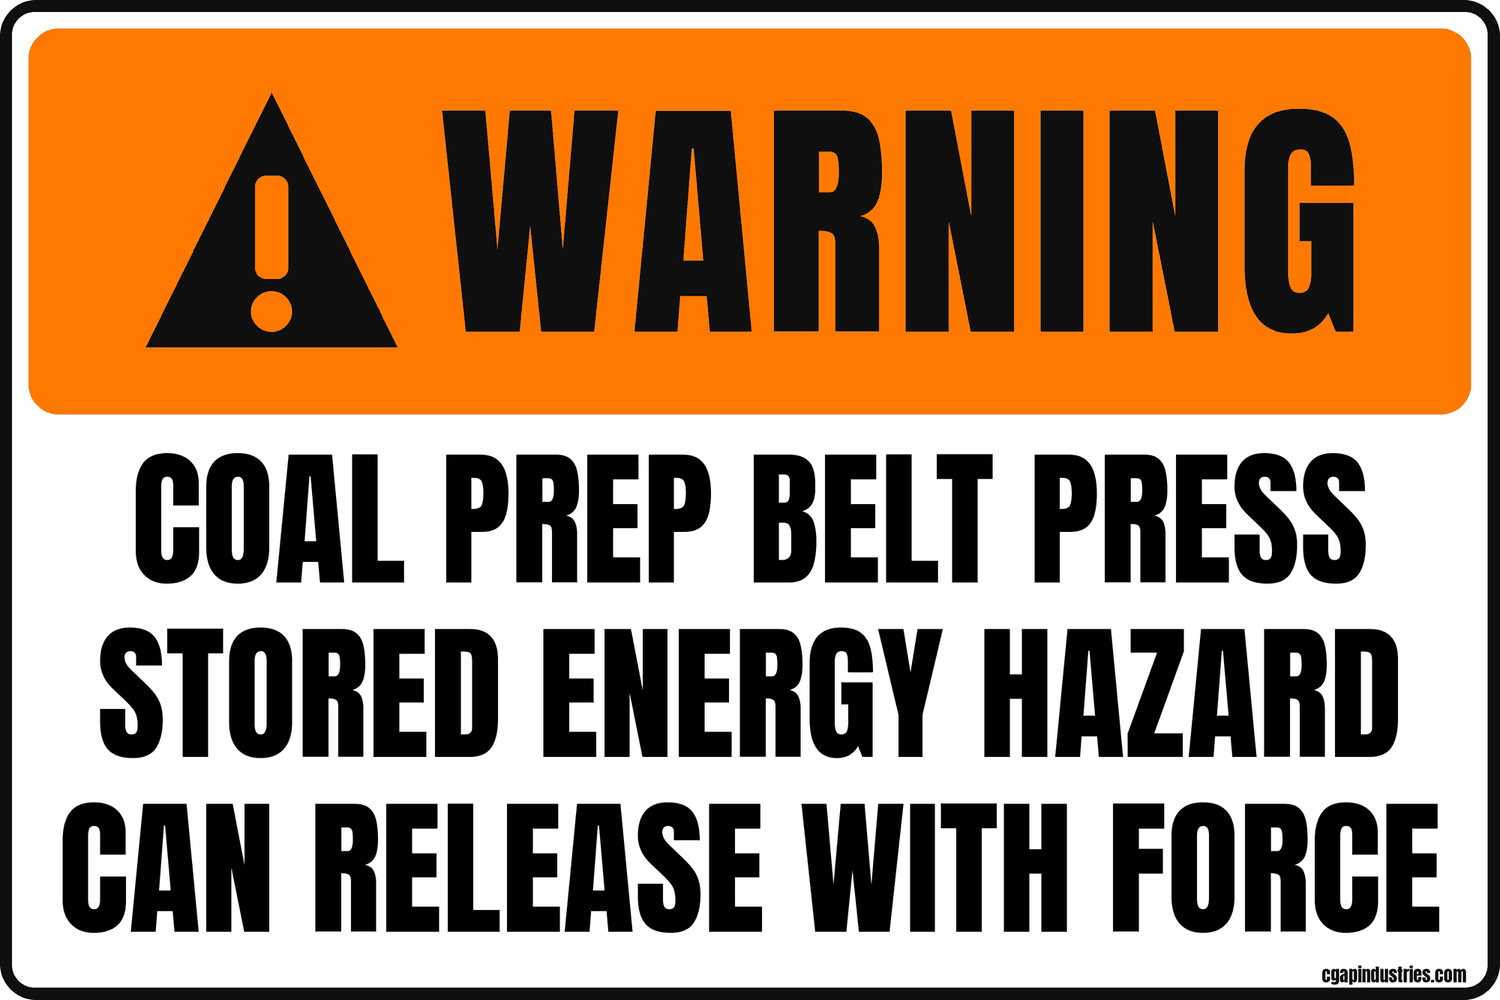 WARNING
COAL PREP BELT PRESS
STORED ENERGY HAZARD
CAN RELEASE WITH FORCE
cgapindustries.com